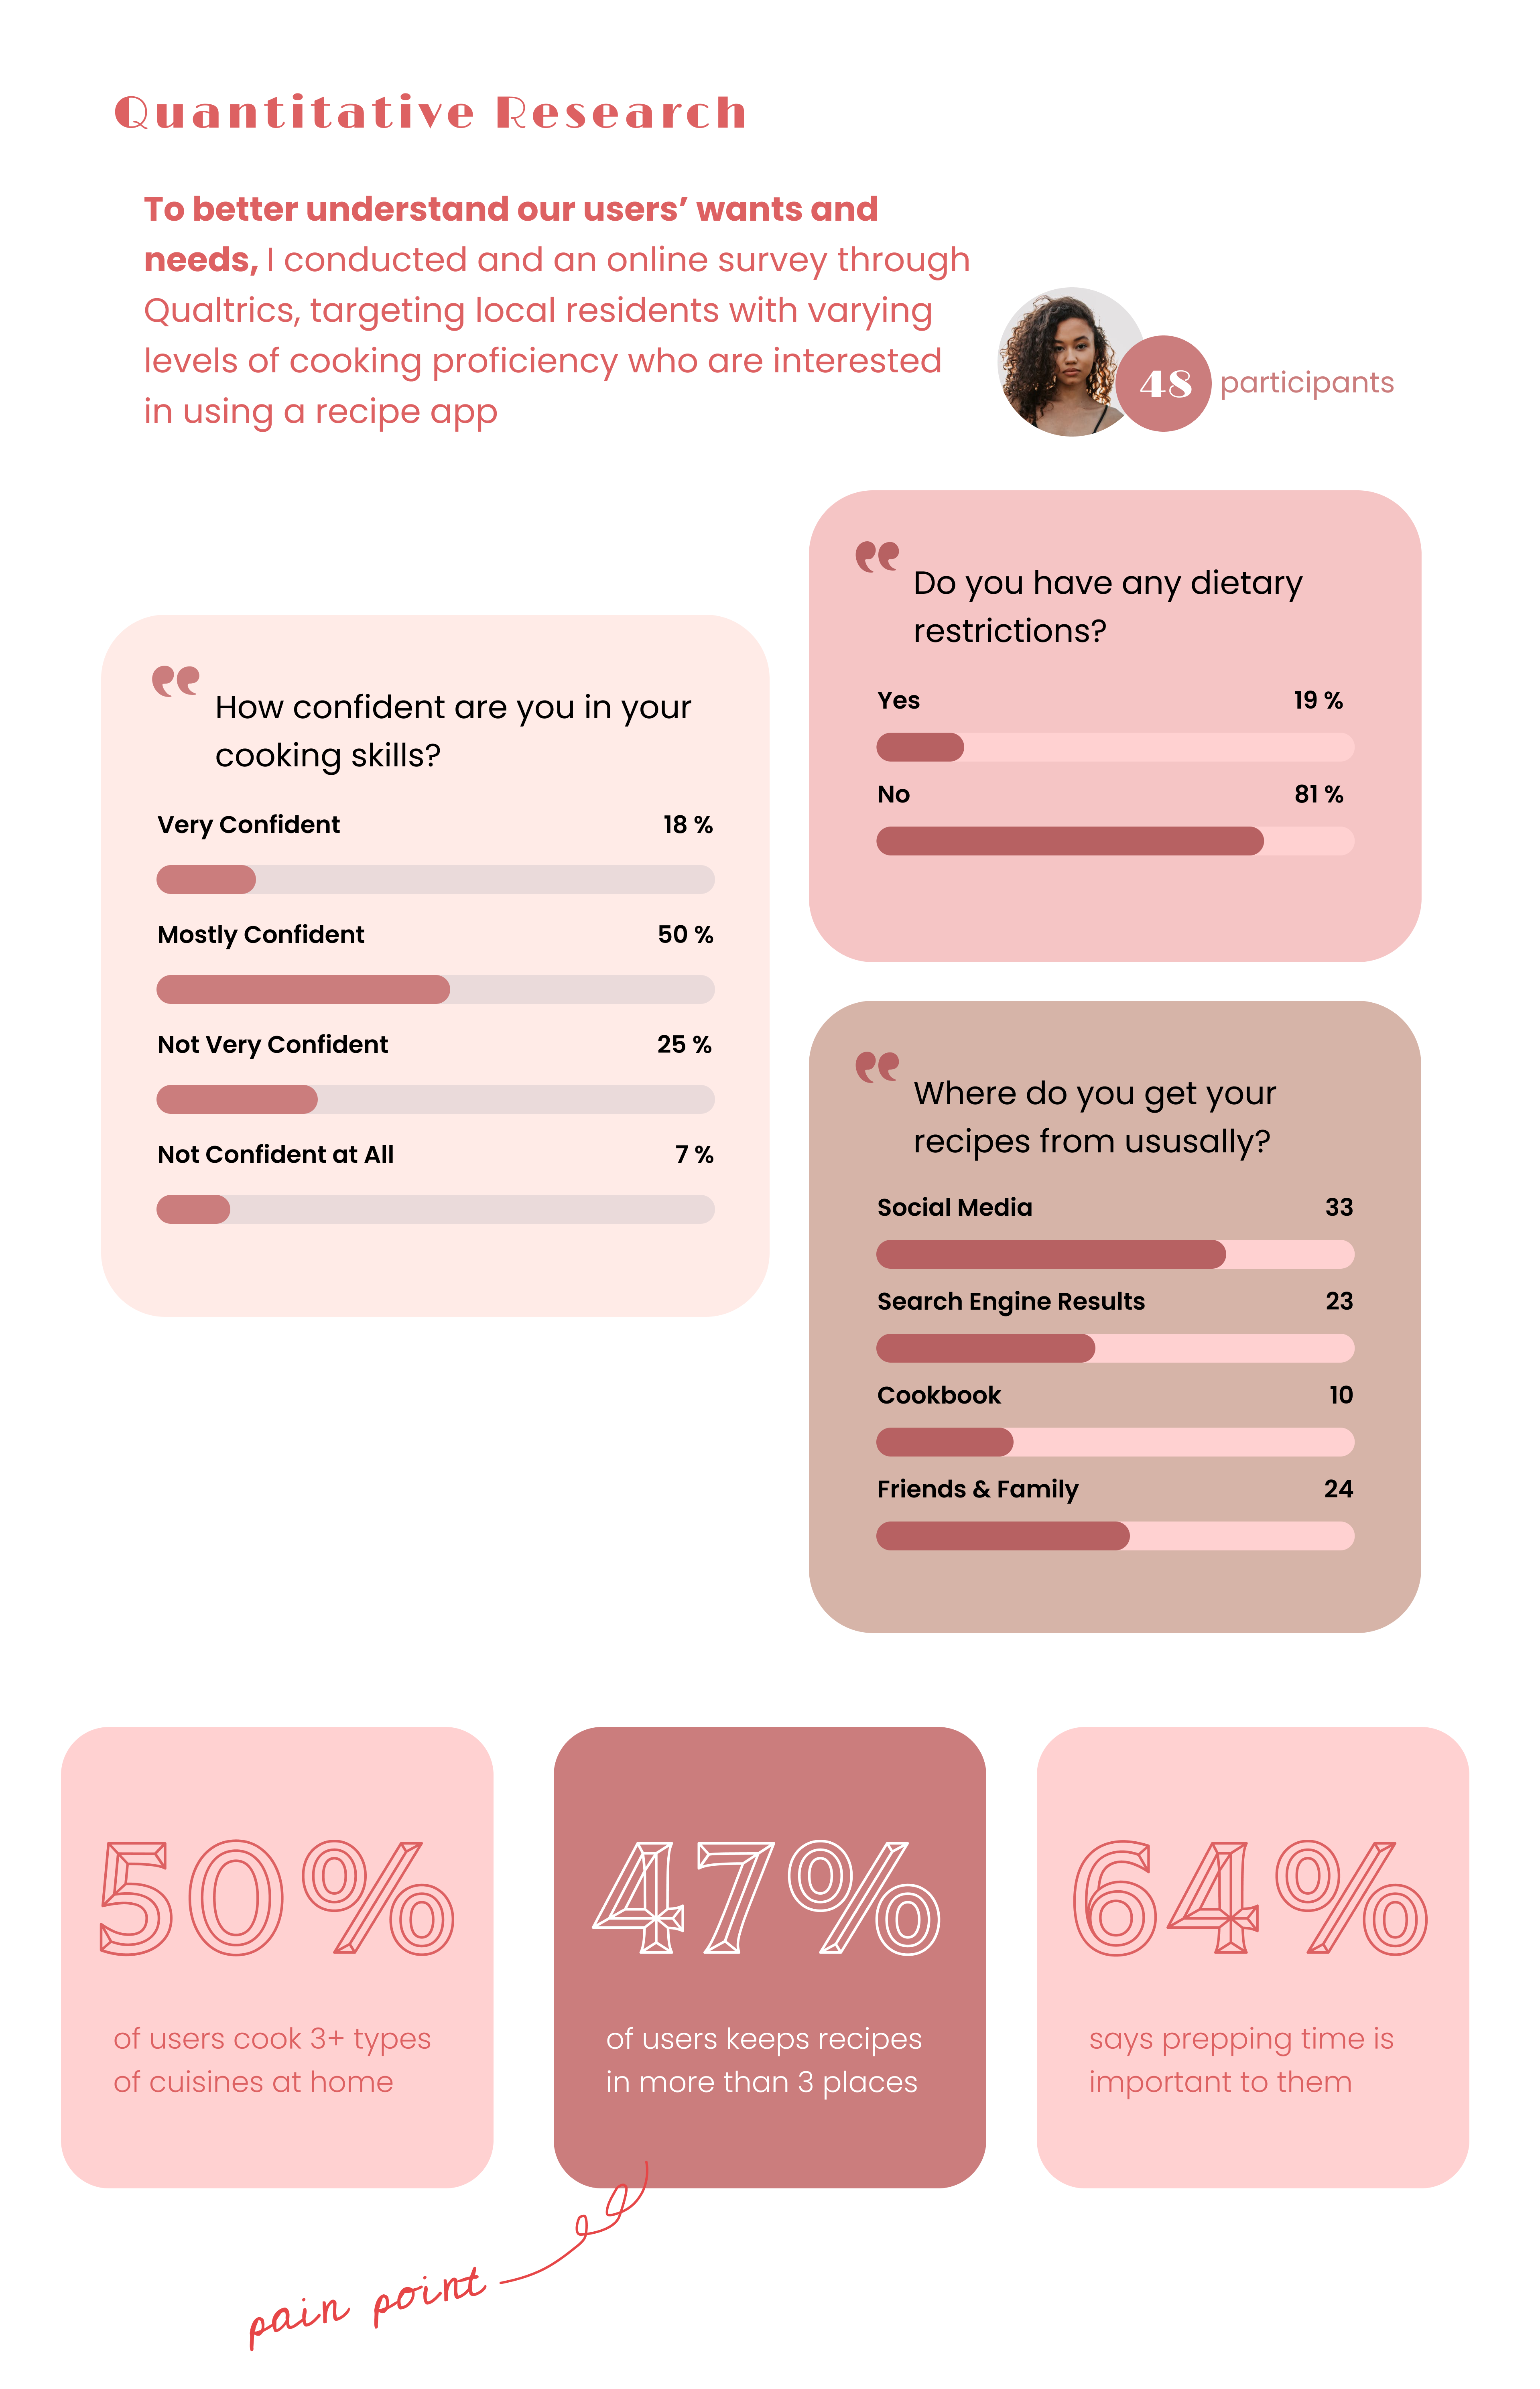 Quantitative Research
To better understand our users’ wants and
needs, I conducted and an online survey through
Qualtrics, targeting local residents with varying
levels of cooking proficiency who are interested
in using a recipe app
48 participants
Do you have any dietary
restrictions?
Yes 19 %
No 81 %
How confident are you in your
cooking skills?
Very Confident 18 %
Mostly Confident 50 %
Not Very Confident 25 %
Not Confident at All 7 %
Where do you get your
recipes from ususally?
Social Media 33
Search Engine Results 23
Cookbook 10
Friends & Family 24
50%
of users cook 3+ types
of cuisines at home
47%
of users keeps recipes
in more than 3 places
64%
says prepping time is
important to them
pain point